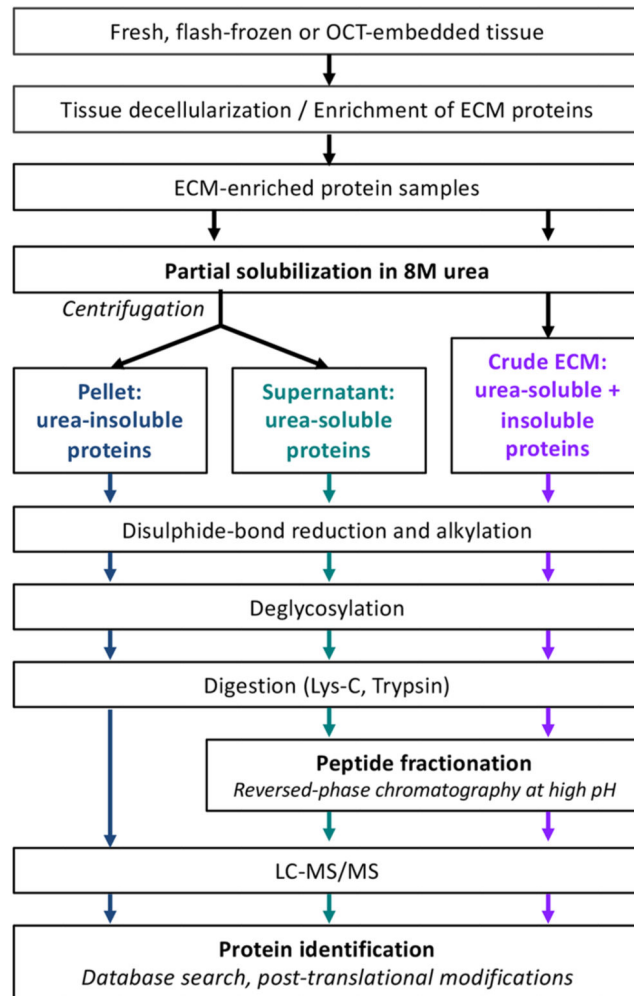 Fresh, flash-frozen or OCT-embedded tissue
Tissue decellularization / Enrichment of ECM proteins
ECM-enriched protein samples
Partial solubilization in 8M urea
Centrifugation
Pellet:
urea-insoluble
proteins
Supernatant:
urea-soluble
proteins
Crude ECM:
urea-soluble +
insoluble
proteins
Disulphide-bond reduction and alkylation
Deglycosylation
Digestion (Lys-C, Trypsin)
Peptide fractionation
Reversed-phase chromatography at high pH
LC-MS/MS
Protein identification
Database search, post-translational modifications